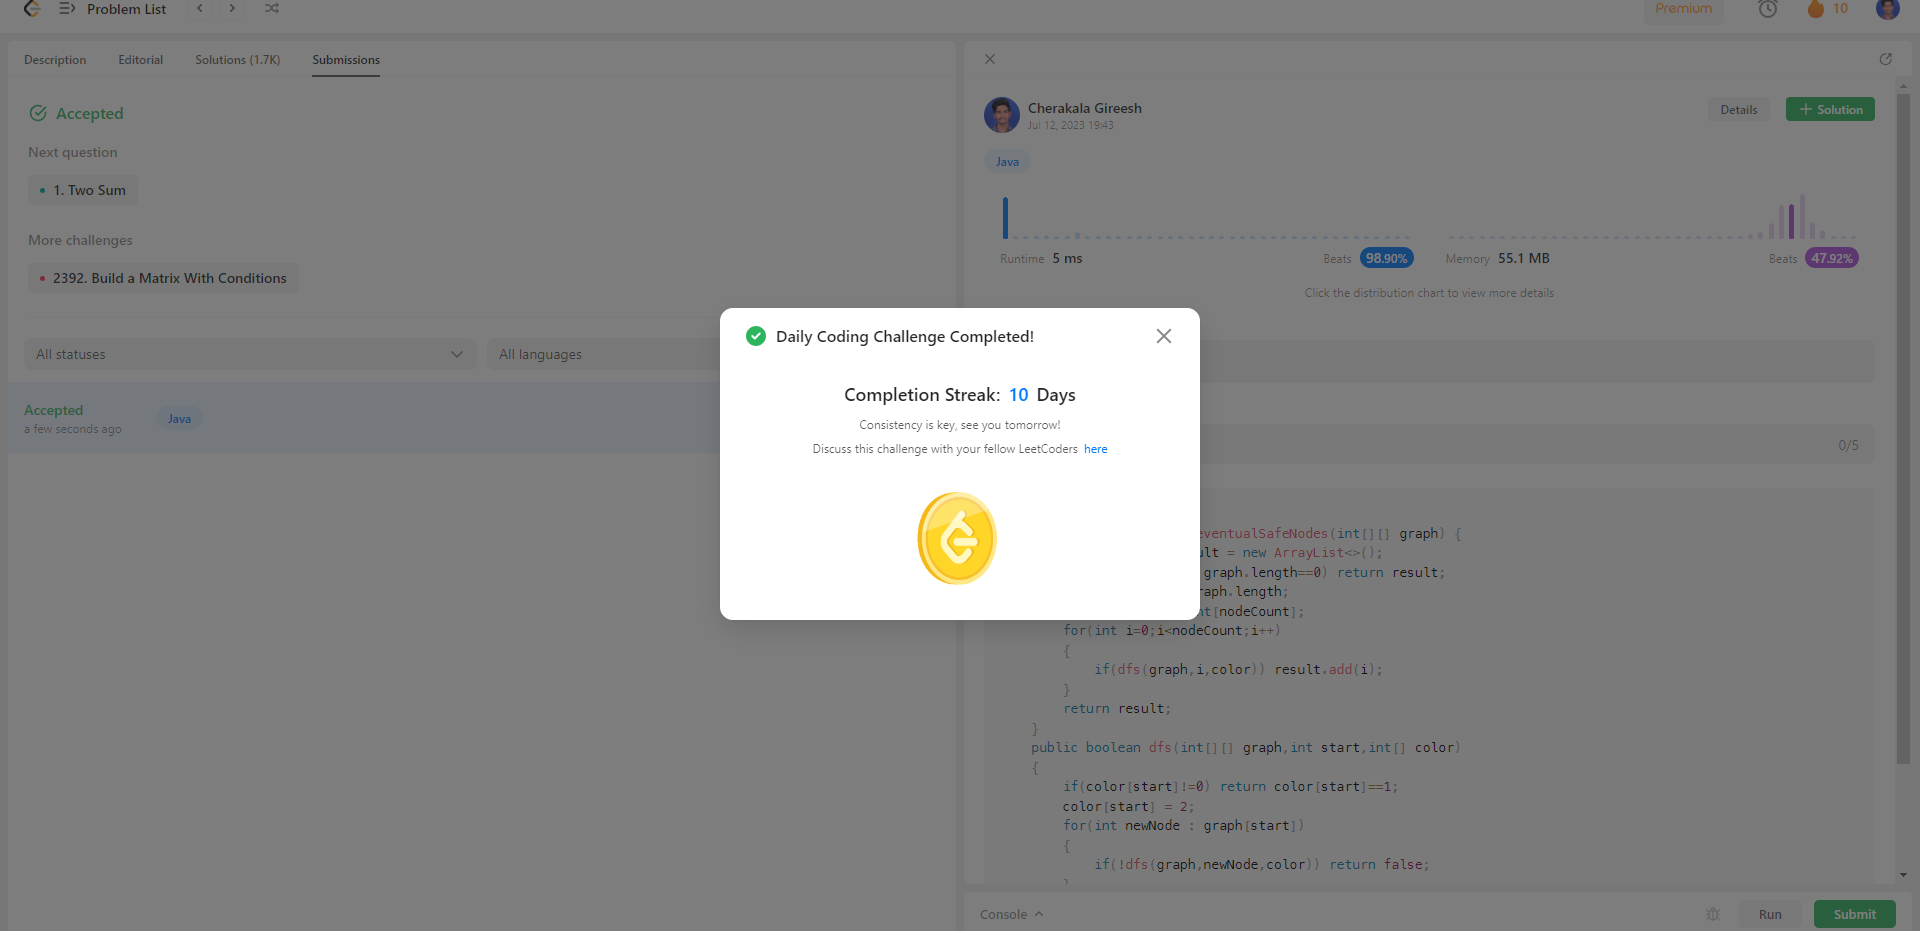 Problem List
Premium
10
Description
Editorial
Solutions (1.7K)
Submissions
Accepted
Next question
1. Two Sum
More challenges
2392. Build a Matrix With Conditions
All statuses
All languages
Accepted
a few seconds ago
Java
Cherakala Gireesh
Jul 12, 2023 19:43
Details
+ Solution
Java
Runtime 5 ms
Beats 98.90%
Memory 55.1 MB
Beats 47.92%
Click the distribution chart to view more details
Daily Coding Challenge Completed!
Completion Streak: 10 Days
Consistency is key, see you tomorrow!
Discuss this challenge with your fellow LeetCoders here
0/5
eventualSafeNodes(int[][] graph) {
ult = new ArrayList<>();
graph.length==0) return result;
raph.length;
nt[nodeCount];
for(int i=0;i<nodeCount;i++)
{
if(dfs(graph,i,color)) result.add(i);
}
return result;
}
public boolean dfs(int[][] graph,int start,int[] color)
{
if(color[start]!=0) return color[start]==1;
color[start] = 2;
for(int newNode : graph[start])
{
if(!dfs(graph,newNode,color)) return false;
}
Console
Run
Submit